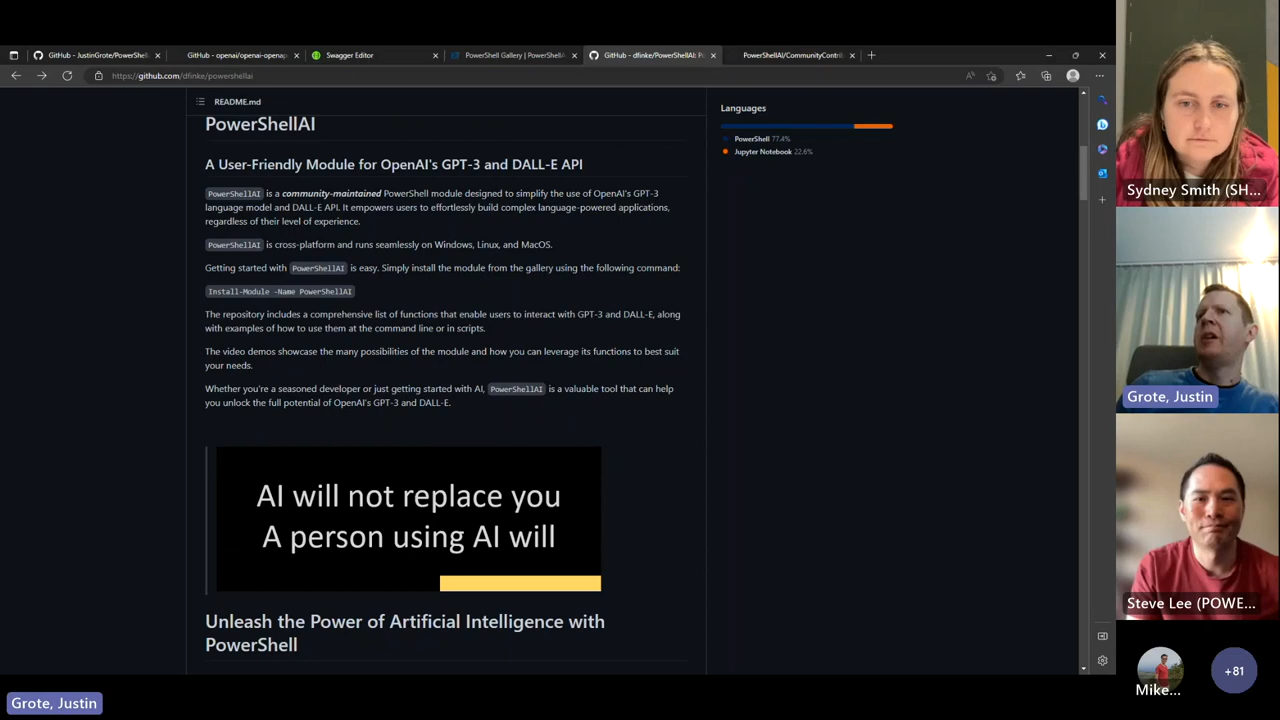 GitHub - JustinGrote/PowerShell
GitHub - openai/openai-openap
Swagger Editor
PowerShell Gallery | PowerShellA
GitHub - dfinke/PowerShellAI: Po
PowerShellAI/CommunityContrib
https://github.com/dfinke/powershellai
README.md
PowerShellAI
A User-Friendly Module for OpenAI's GPT-3 and DALL-E API
PowerShellAI is a community-maintained PowerShell module designed to simplify the use of OpenAI's GPT-3
language model and DALL-E API. It empowers users to effortlessly build complex language-powered applications,
regardless of their level of experience.
PowerShellAI is cross-platform and runs seamlessly on Windows, Linux, and MacOS.
Getting started with PowerShellAI is easy. Simply install the module from the gallery using the following command:
Install-Module -Name PowerShellAI
The repository includes a comprehensive list of functions that enable users to interact with GPT-3 and DALL-E, along
with examples of how to use them at the command line or in scripts.
The video demos showcase the many possibilities of the module and how you can leverage its functions to best suit
your needs.
Whether you're a seasoned developer or just getting started with AI, PowerShellAI is a valuable tool that can help
you unlock the full potential of OpenAI's GPT-3 and DALL-E.
AI will not replace you
A person using AI will
Unleash the Power of Artificial Intelligence with
PowerShell
Languages
PowerShell 77.4%
Jupyter Notebook 22.6%
Sydney Smith (SH...
Grote, Justin
Steve Lee (POWE...
Mike...
+81
Grote, Justin